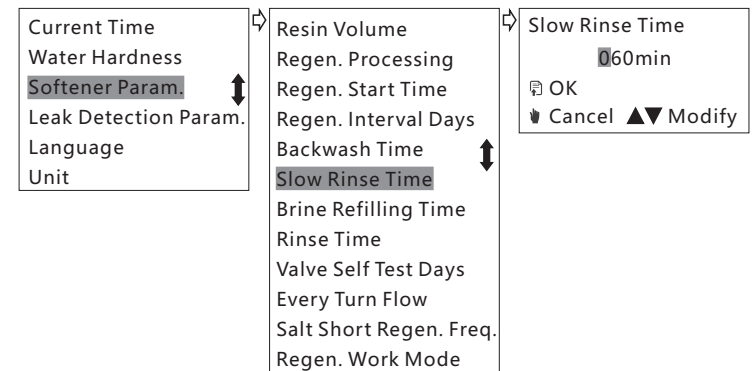 Current Time
Water Hardness
Softener Param.
Leak Detection Param.
Language
Unit
Resin Volume
Regen. Processing
Regen. Start Time
Regen. Interval Days
Backwash Time
Slow Rinse Time
Brine Refilling Time
Rinse Time
Valve Self Test Days
Every Turn Flow
Salt Short Regen. Freq.
Regen. Work Mode
Slow Rinse Time
060min
OK
Cancel ▲▼ Modify